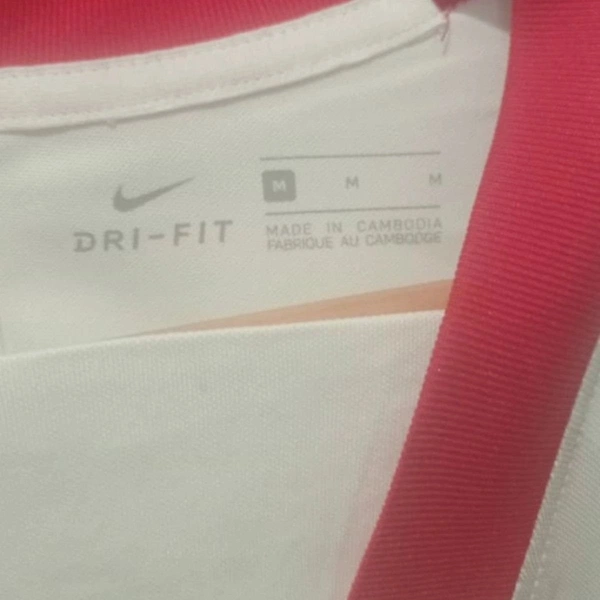 DRI-FIT
M M M
MADE IN CAMBODIA
FABRIQUE AU CAMBODGE